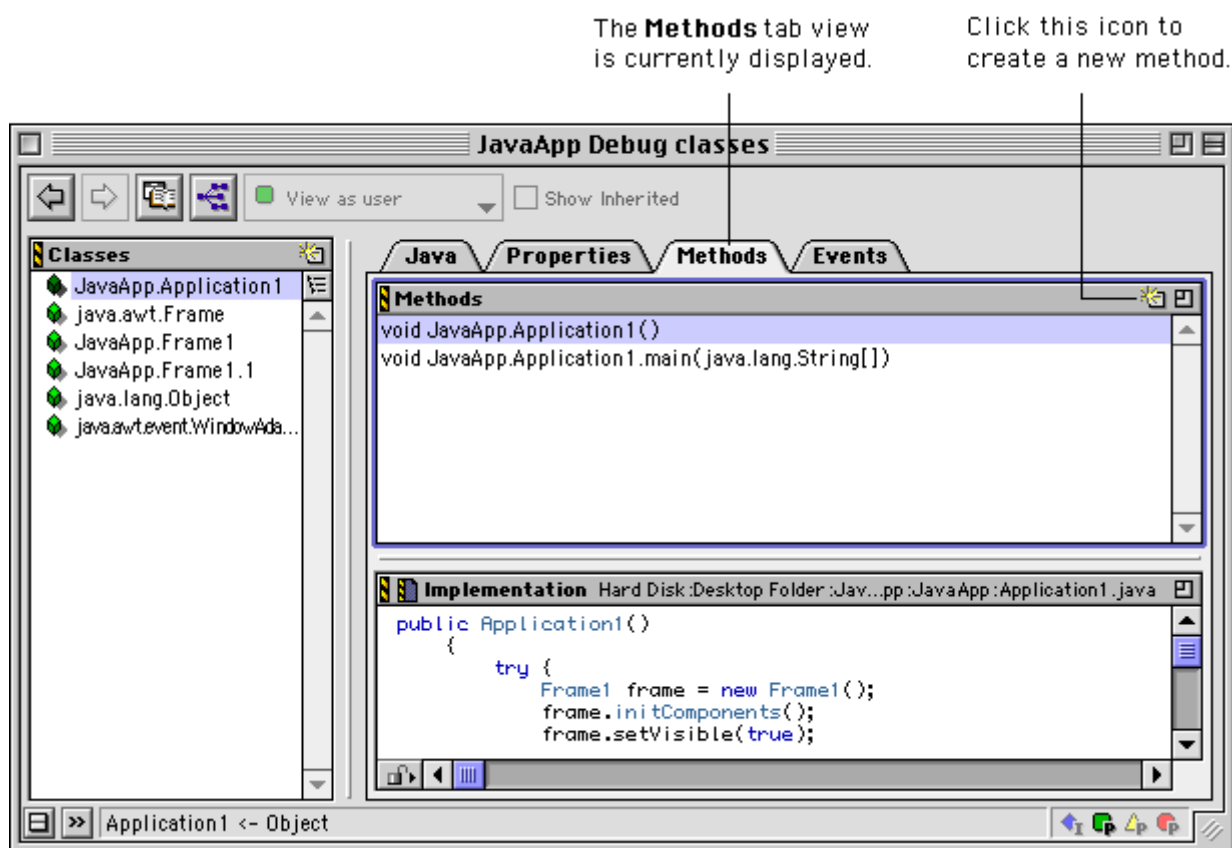 The Methods tab view
is currently displayed.
Click this icon to
create a new method.
JavaApp Debug classes
View as user
Show Inherited
Classes
JavaApp.Application1
java.awt.Frame
JavaApp.Frame1
JavaApp.Frame1.1
java.lang.Object
java.awt.event.WindowAda...
Java Properties Methods Events
Methods
void JavaApp.Application1()
void JavaApp.Application1.main(java.lang.String[])
Implementation Hard Disk:Desktop Folder:Jav...pp:JavaApp:Application1.java
public Application1()
{
try {
Frame1 frame = new Frame1();
frame.initComponents();
frame.setVisible(true);
Application1 <- Object
I P P P